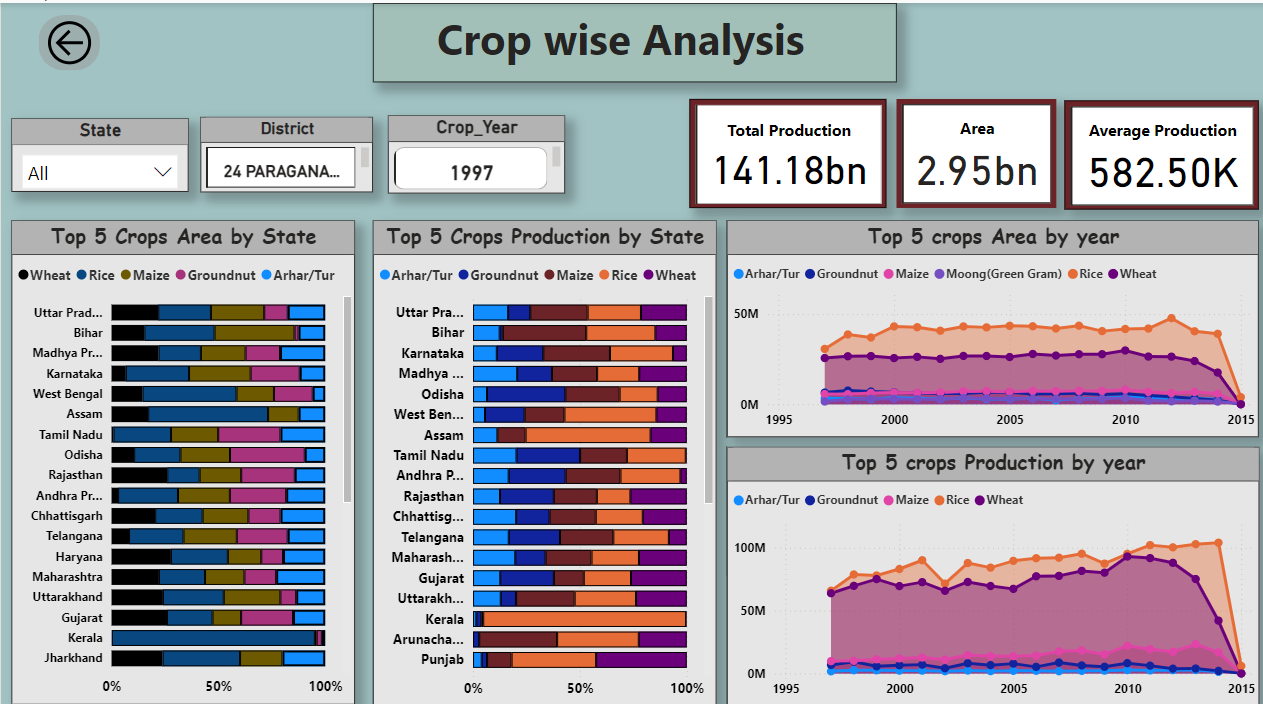 Crop wise Analysis
State
All
District
24 PARAGANA...
Crop_Year
1997
Total Production
141.18bn
Area
2.95bn
Average Production
582.50K
Top 5 Crops Area by State
Wheat Rice Maize Groundnut Arhar/Tur
Uttar Prad...
Bihar
Madhya Pr...
Karnataka
West Bengal
Assam
Tamil Nadu
Odisha
Rajasthan
Andhra Pr...
Chhattisgarh
Telangana
Haryana
Maharashtra
Uttarakhand
Gujarat
Kerala
Jharkhand
0% 50% 100%
Top 5 Crops Production by State
Arhar/Tur Groundnut Maize Rice Wheat
Uttar Pra...
Bihar
Karnataka
Madhya ...
Odisha
West Ben...
Assam
Tamil Nadu
Andhra P...
Rajasthan
Chhattisg...
Telangana
Maharash...
Gujarat
Uttarakh...
Kerala
Arunacha...
Punjab
0% 50% 100%
Top 5 crops Area by year
Arhar/Tur Groundnut Maize Moong(Green Gram) Rice Wheat
50M
0M
1995 2000 2005 2010 2015
Top 5 crops Production by year
Arhar/Tur Groundnut Maize Rice Wheat
100M
50M
0M
1995 2000 2005 2010 2015